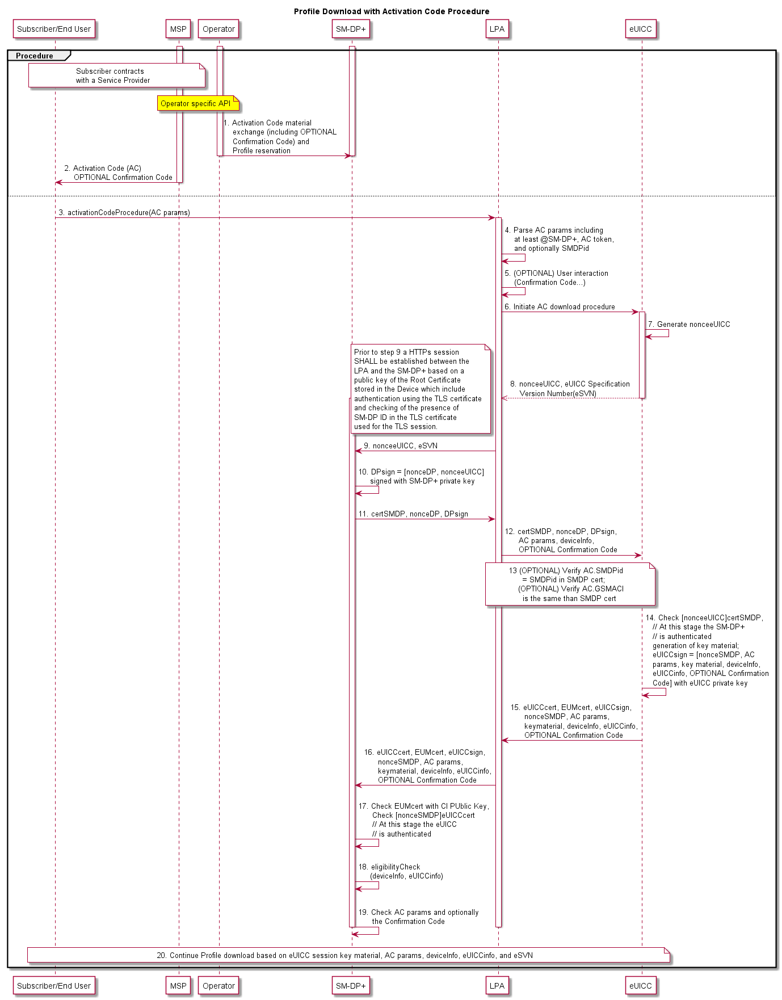 Profile Download with Activation Code Procedure
Subscriber/End User
MSP
Operator
SM-DP+
LPA
eUICC
Procedure
Subscriber contracts
with a Service Provider
Operator specific API
1. Activation Code material
exchange (including OPTIONAL
Confirmation Code) and
Profile reservation
2. Activation Code (AC)
OPTIONAL Confirmation Code
3. activationCodeProcedure(AC params)
4. Parse AC params including
at least @SM-DP+, AC token,
and optionally SMDPid
5. (OPTIONAL) User interaction
(Confirmation Code...)
6. Initiate AC download procedure
7. Generate nonceeUICC
Prior to step 9 a HTTPs session
SHALL be established between the
LPA and the SM-DP+ based on a
public key of the Root Certificate
stored in the Device which include
authentication using the TLS certificate
and checking of the presence of
SM-DP ID in the TLS certificate
used for the TLS session.
8. nonceeUICC, eUICC Specification
Version Number(eSVN)
9. nonceeUICC, eSVN
10. DPsign = [nonceDP, nonceeUICC]
signed with SM-DP+ private key
11. certSMDP, nonceDP, DPsign
12. certSMDP, nonceDP, DPsign,
AC params, deviceInfo,
OPTIONAL Confirmation Code
13 (OPTIONAL) Verify AC.SMDPid
= SMDPid in SMDP cert;
(OPTIONAL) Verify AC.GSMACI
is the same than SMDP cert
14. Check [nonceeUICC]certSMDP,
// At this stage the SM-DP+
// is authenticated
generation of key material;
eUICCsign = [nonceSMDP, AC
params, key material, deviceInfo,
eUICCinfo, OPTIONAL Confirmation
Code] with eUICC private key
15. eUICCcert, EUMcert, eUICCsign,
nonceSMDP, AC params,
keymaterial, deviceInfo, eUICCinfo,
OPTIONAL Confirmation Code
16. eUICCcert, EUMcert, eUICCsign,
nonceSMDP, AC params,
keymaterial, deviceInfo, eUICCinfo,
OPTIONAL Confirmation Code
17. Check EUMcert with CI PUblic Key,
Check [nonceSMDP]eUICCcert
// At this stage the eUICC
// is authenticated
18. eligibilityCheck
(deviceInfo, eUICCinfo)
19. Check AC params and optionally
the Confirmation Code
20. Continue Profile download based on eUICC session key material, AC params, deviceInfo, eUICCinfo, and eSVN
Subscriber/End User
MSP
Operator
SM-DP+
LPA
eUICC